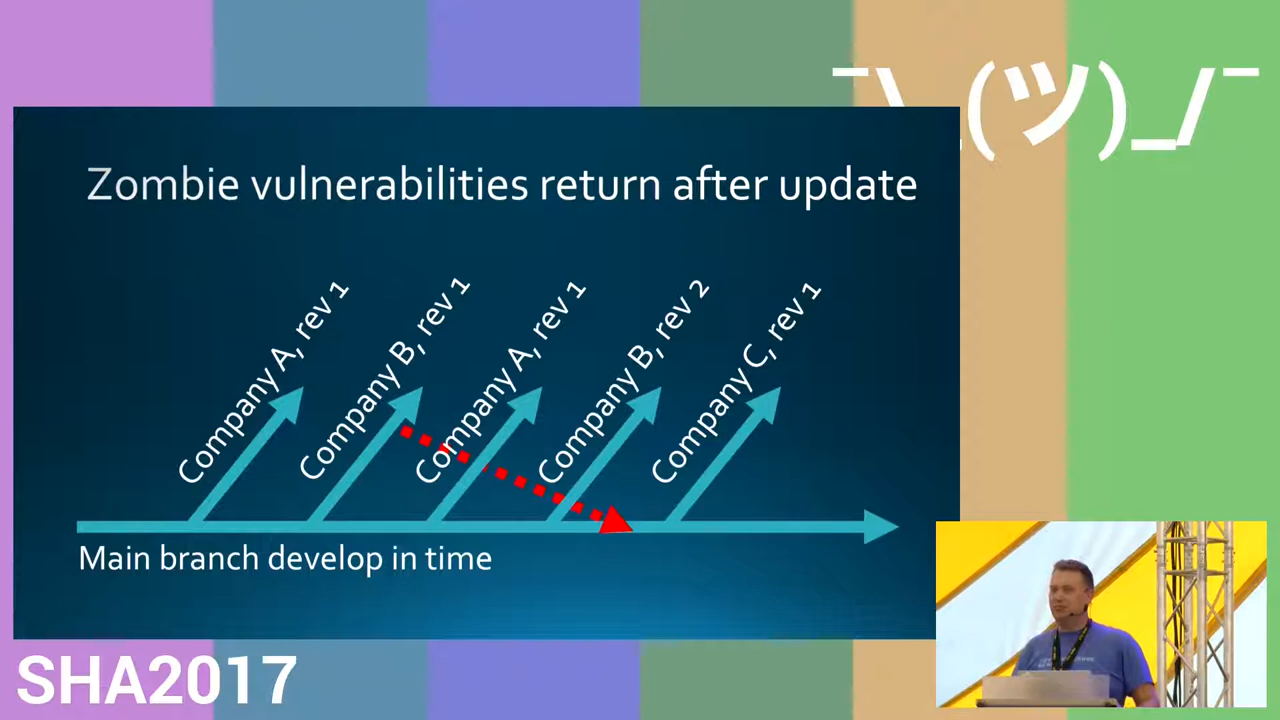 ¯\_(ツ)_/¯
Zombie vulnerabilities return after update
Company A, rev 1
Company B, rev 1
Company A, rev 1
Company B, rev 2
Company C, rev 1
Main branch develop in time
SHA2017